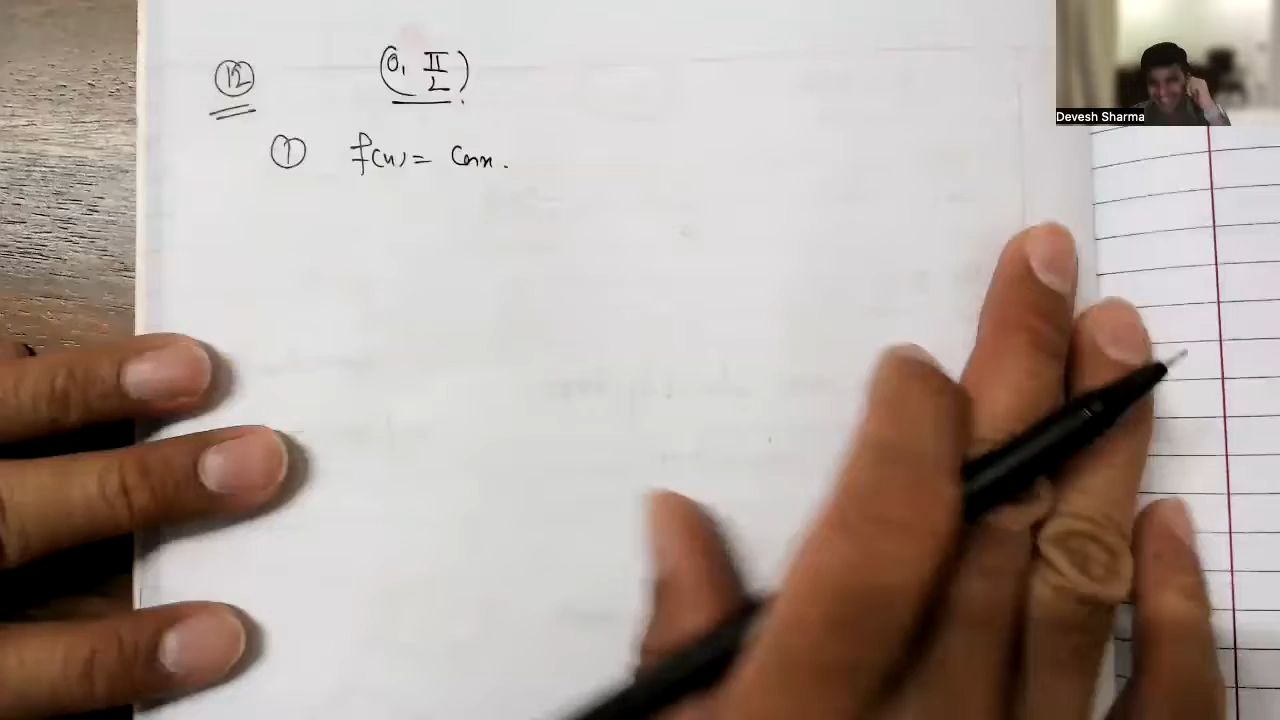 ⑫ (0, π/2)
① f(x) = Cosx.
Devesh Sharma